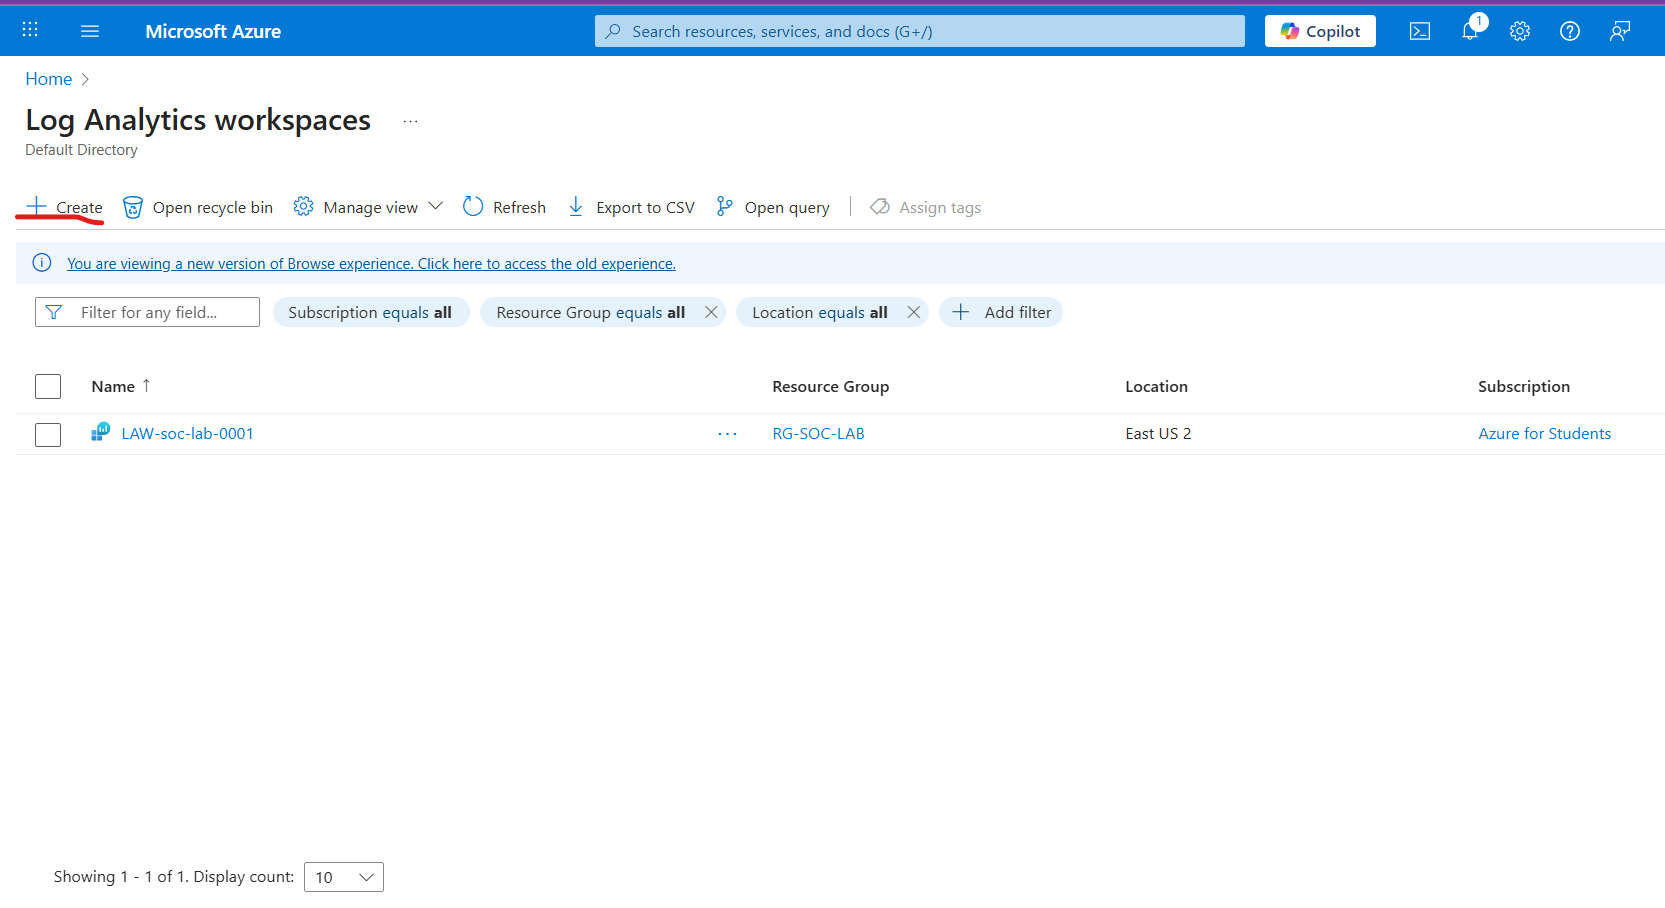 Microsoft Azure
Search resources, services, and docs (G+/)
Copilot
1
Home
Log Analytics workspaces
...
Default Directory
Create
Open recycle bin
Manage view
Refresh
Export to CSV
Open query
Assign tags
You are viewing a new version of Browse experience. Click here to access the old experience.
Filter for any field...
Subscription equals all
Resource Group equals all
Location equals all
Add filter
Name ↑
Resource Group
Location
Subscription
LAW-soc-lab-0001
...
RG-SOC-LAB
East US 2
Azure for Students
Showing 1 - 1 of 1. Display count:
10